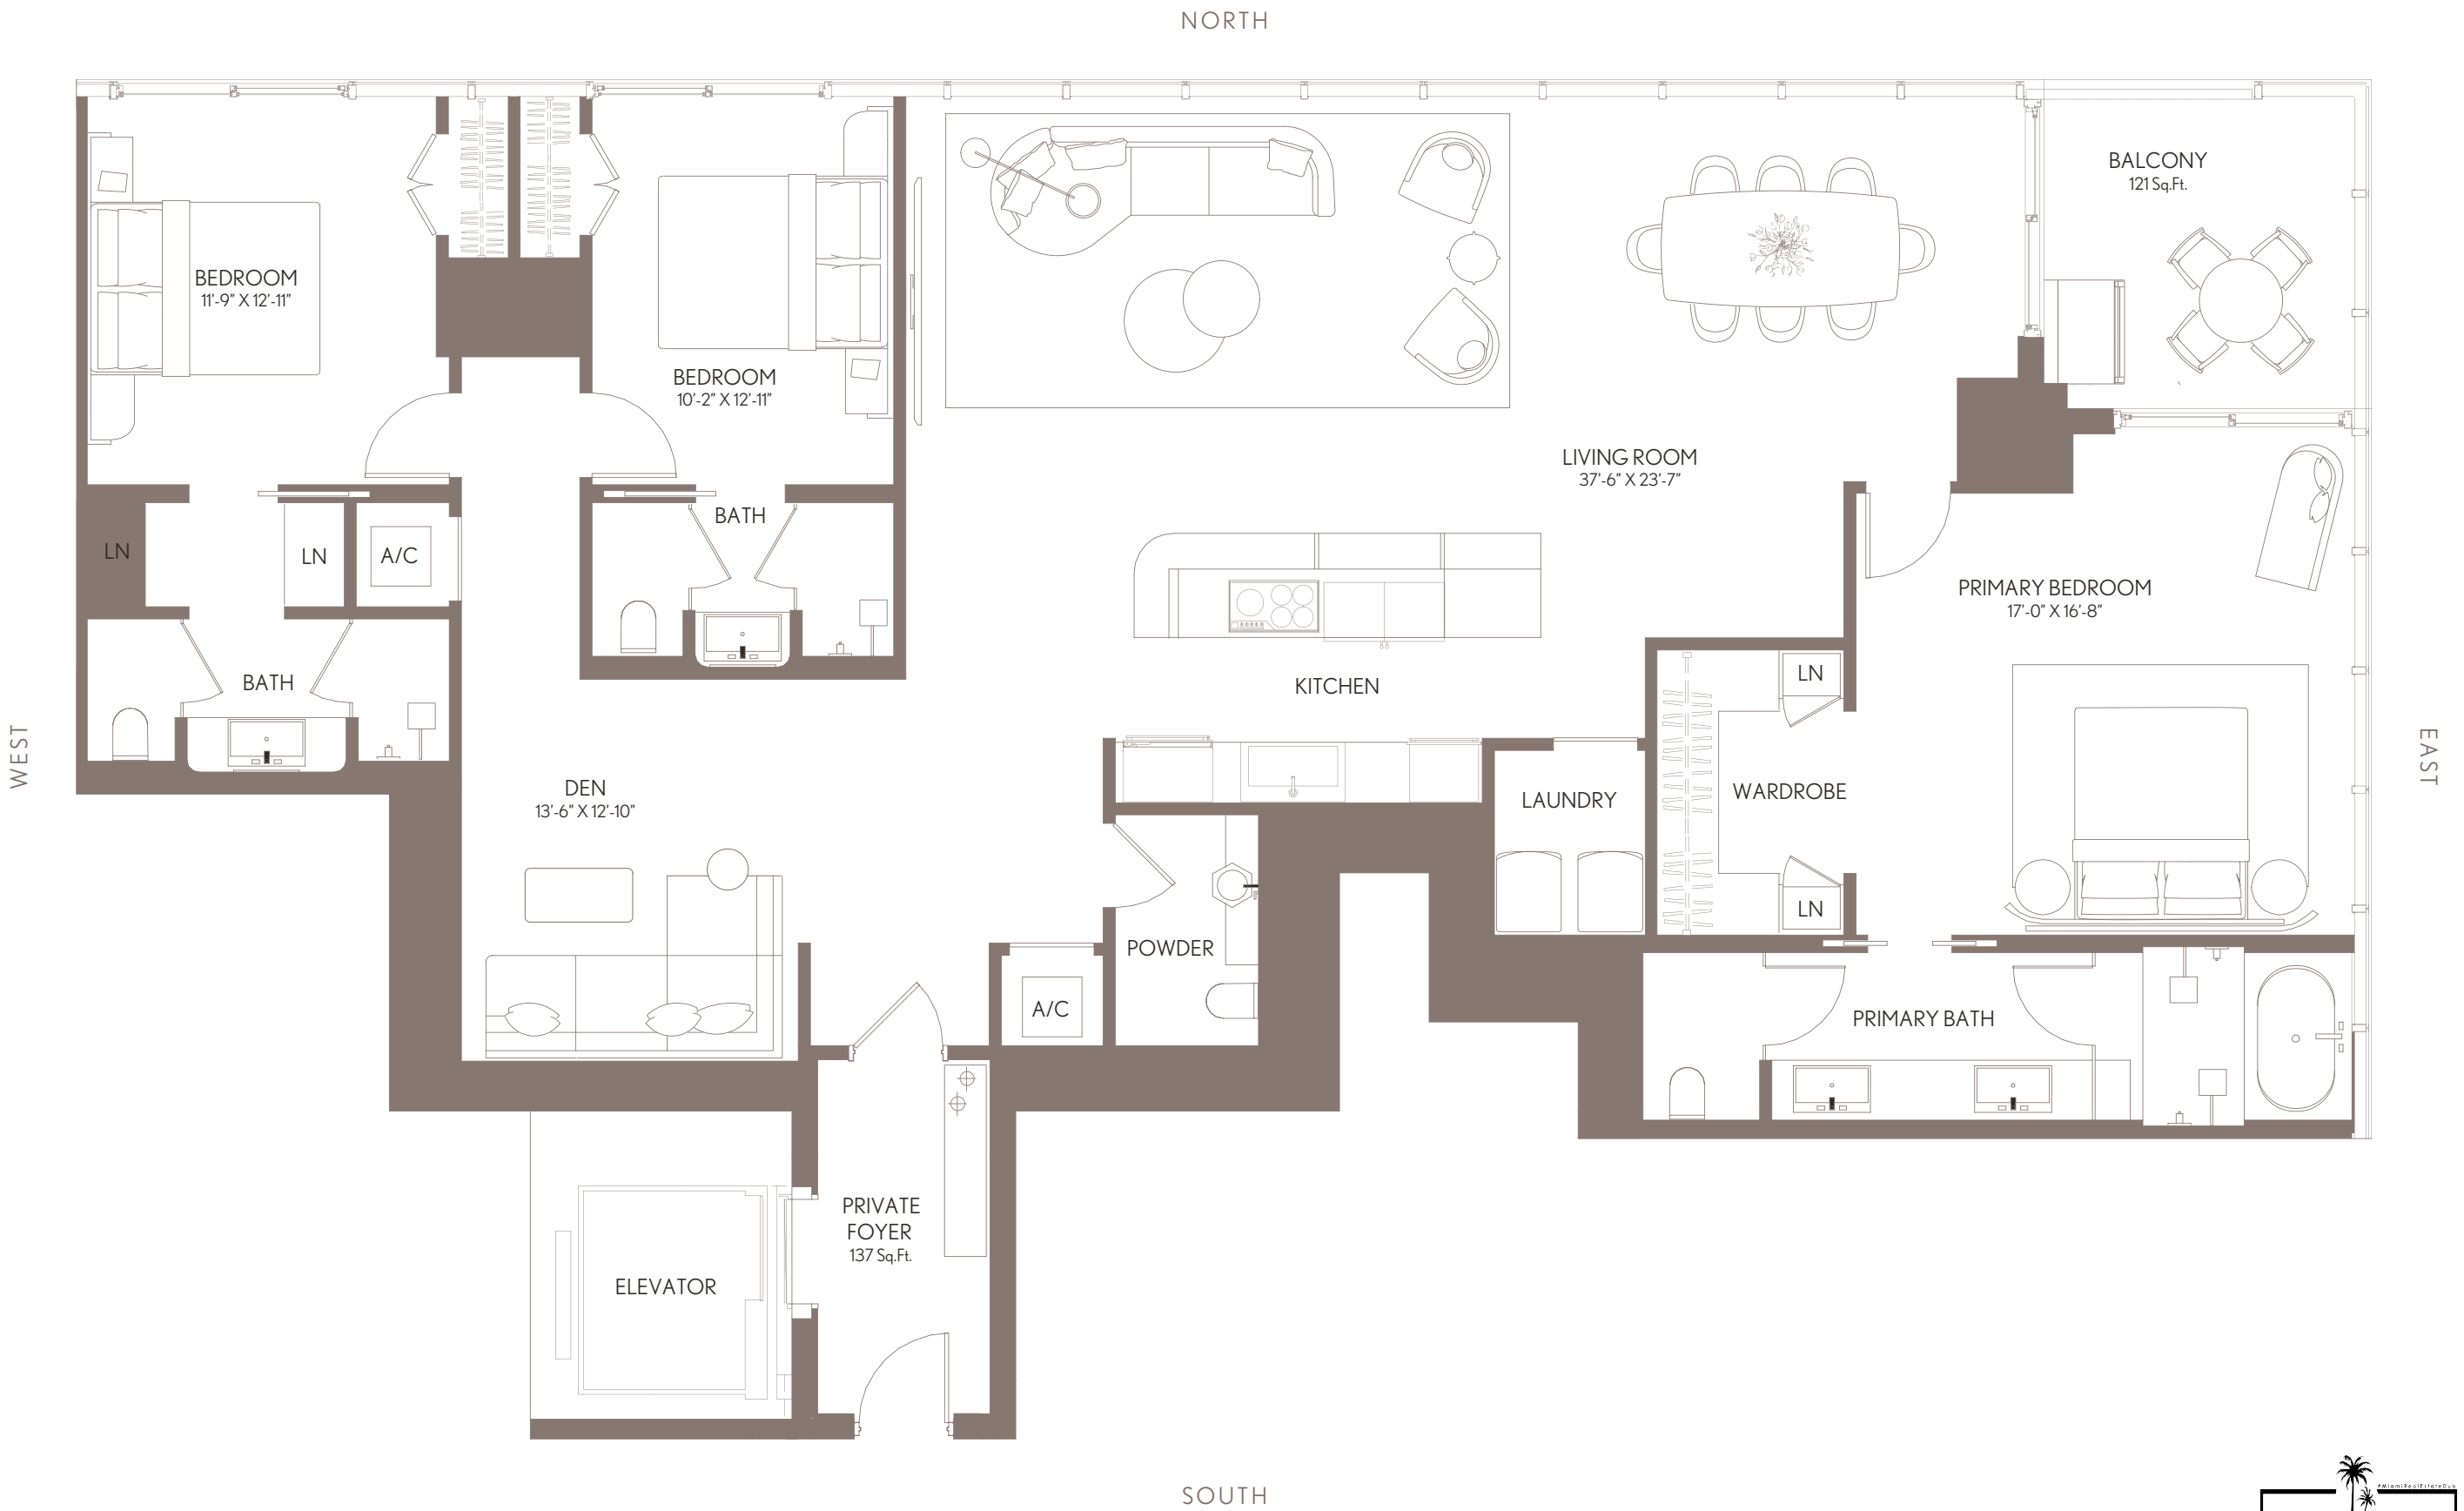 NORTH
BALCONY
121 Sq.Ft.
BEDROOM
11'-9" X 12'-11"
BEDROOM
10'-2" X 12'-11"
LIVING ROOM
37'-6" X 23'-7"
BATH
LN
LN
A/C
PRIMARY BEDROOM
17'-0" X 16'-8"
BATH
KITCHEN
LN
WEST
EAST
DEN
13'-6" X 12'-10"
LAUNDRY
WARDROBE
LN
POWDER
A/C
PRIMARY BATH
PRIVATE
FOYER
137 Sq.Ft.
ELEVATOR
SOUTH